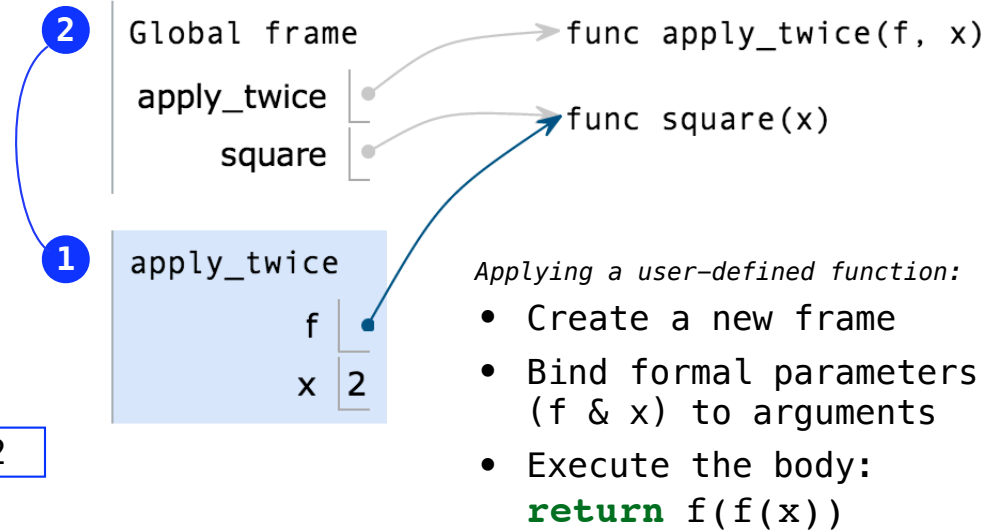 2
Global frame
func apply_twice(f, x)
apply_twice
func square(x)
square
1
apply_twice
f
x 2
Applying a user-defined function:
• Create a new frame
• Bind formal parameters
(f & x) to arguments
• Execute the body:
return f(f(x))
2